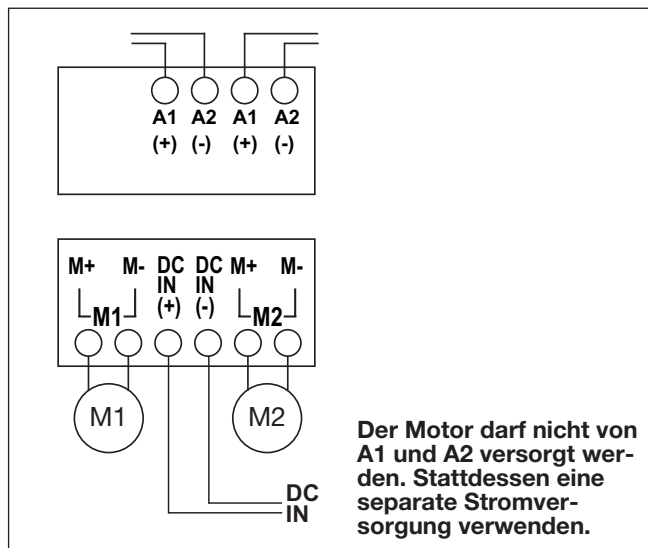 A1 A2 A1 A2
(+) (-) (+) (-)
M+ M- DC DC M+ M-
IN IN
(+) (-)
M1 M2
M1 M2
DC
IN
Der Motor darf nicht von
A1 und A2 versorgt wer-
den. Stattdessen eine
separate Stromver-
sorgung verwenden.